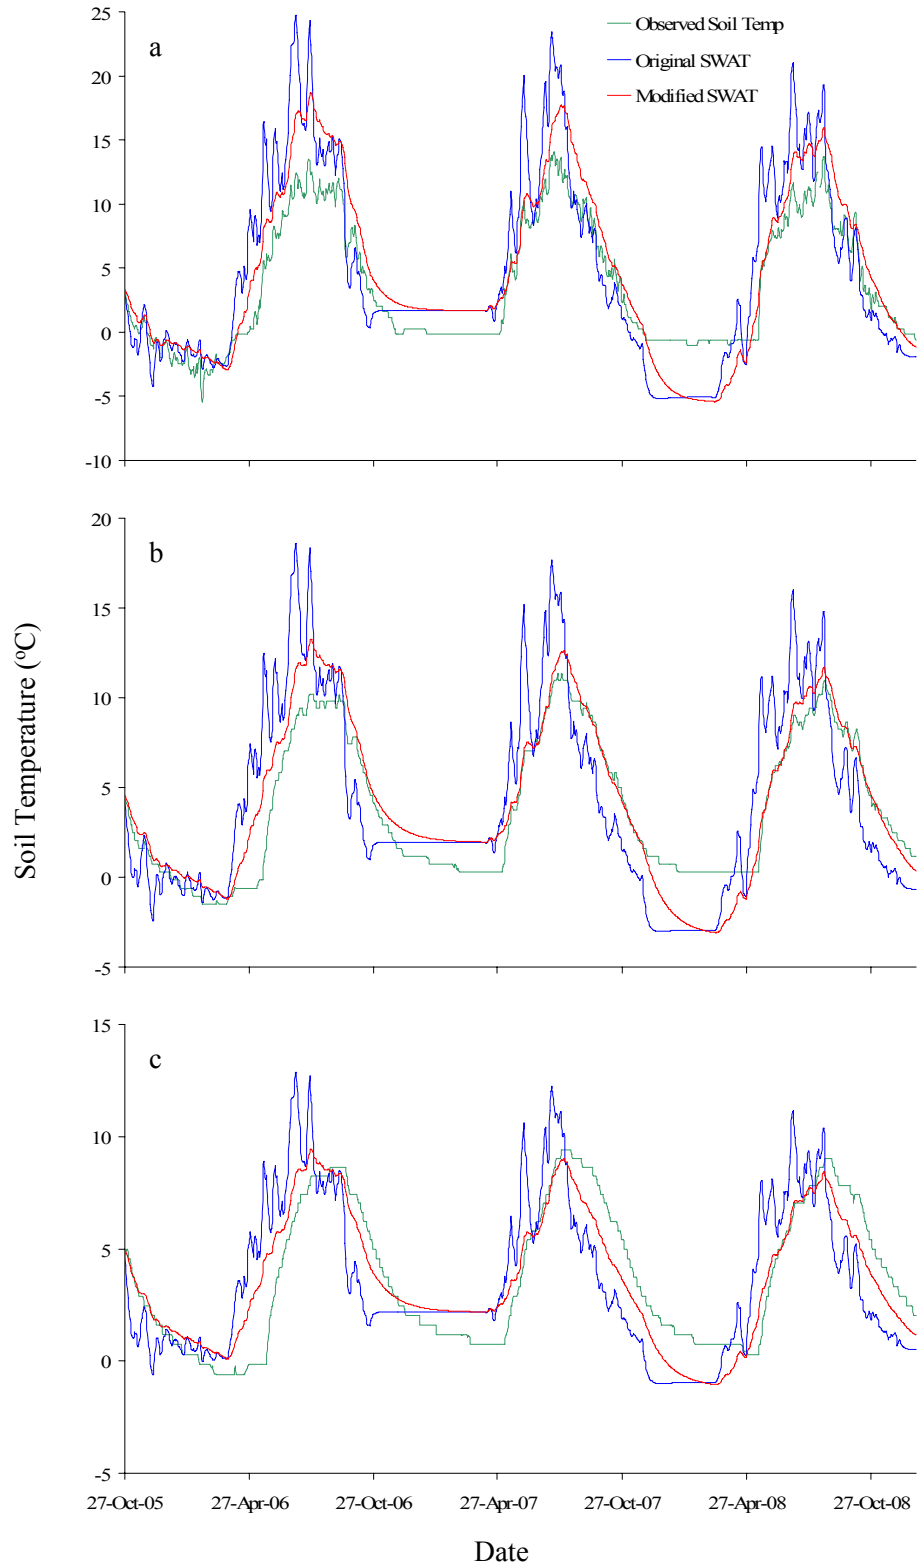 a
Observed Soil Temp
Original SWAT
Modified SWAT
25
20
15
10
5
0
-5
-10
b
20
15
10
5
0
-5
Soil Temperature (ºC)
c
15
10
5
0
-5
27-Oct-05 27-Apr-06 27-Oct-06 27-Apr-07 27-Oct-07 27-Apr-08 27-Oct-08
Date